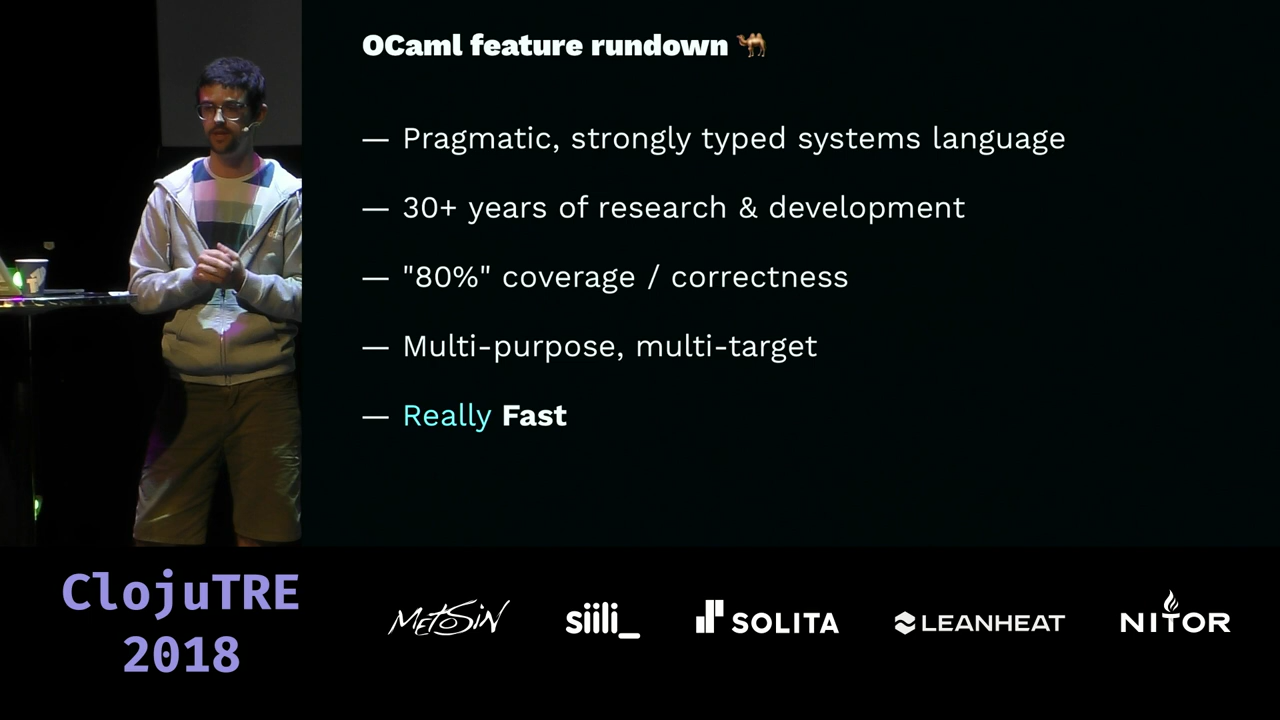 OCaml feature rundown 🐫
— Pragmatic, strongly typed systems language
— 30+ years of research & development
— "80%" coverage / correctness
— Multi-purpose, multi-target
— Really Fast
ClojuTRE
2018
METOSIN
siili_
SOLITA
LEANHEAT
NITOR